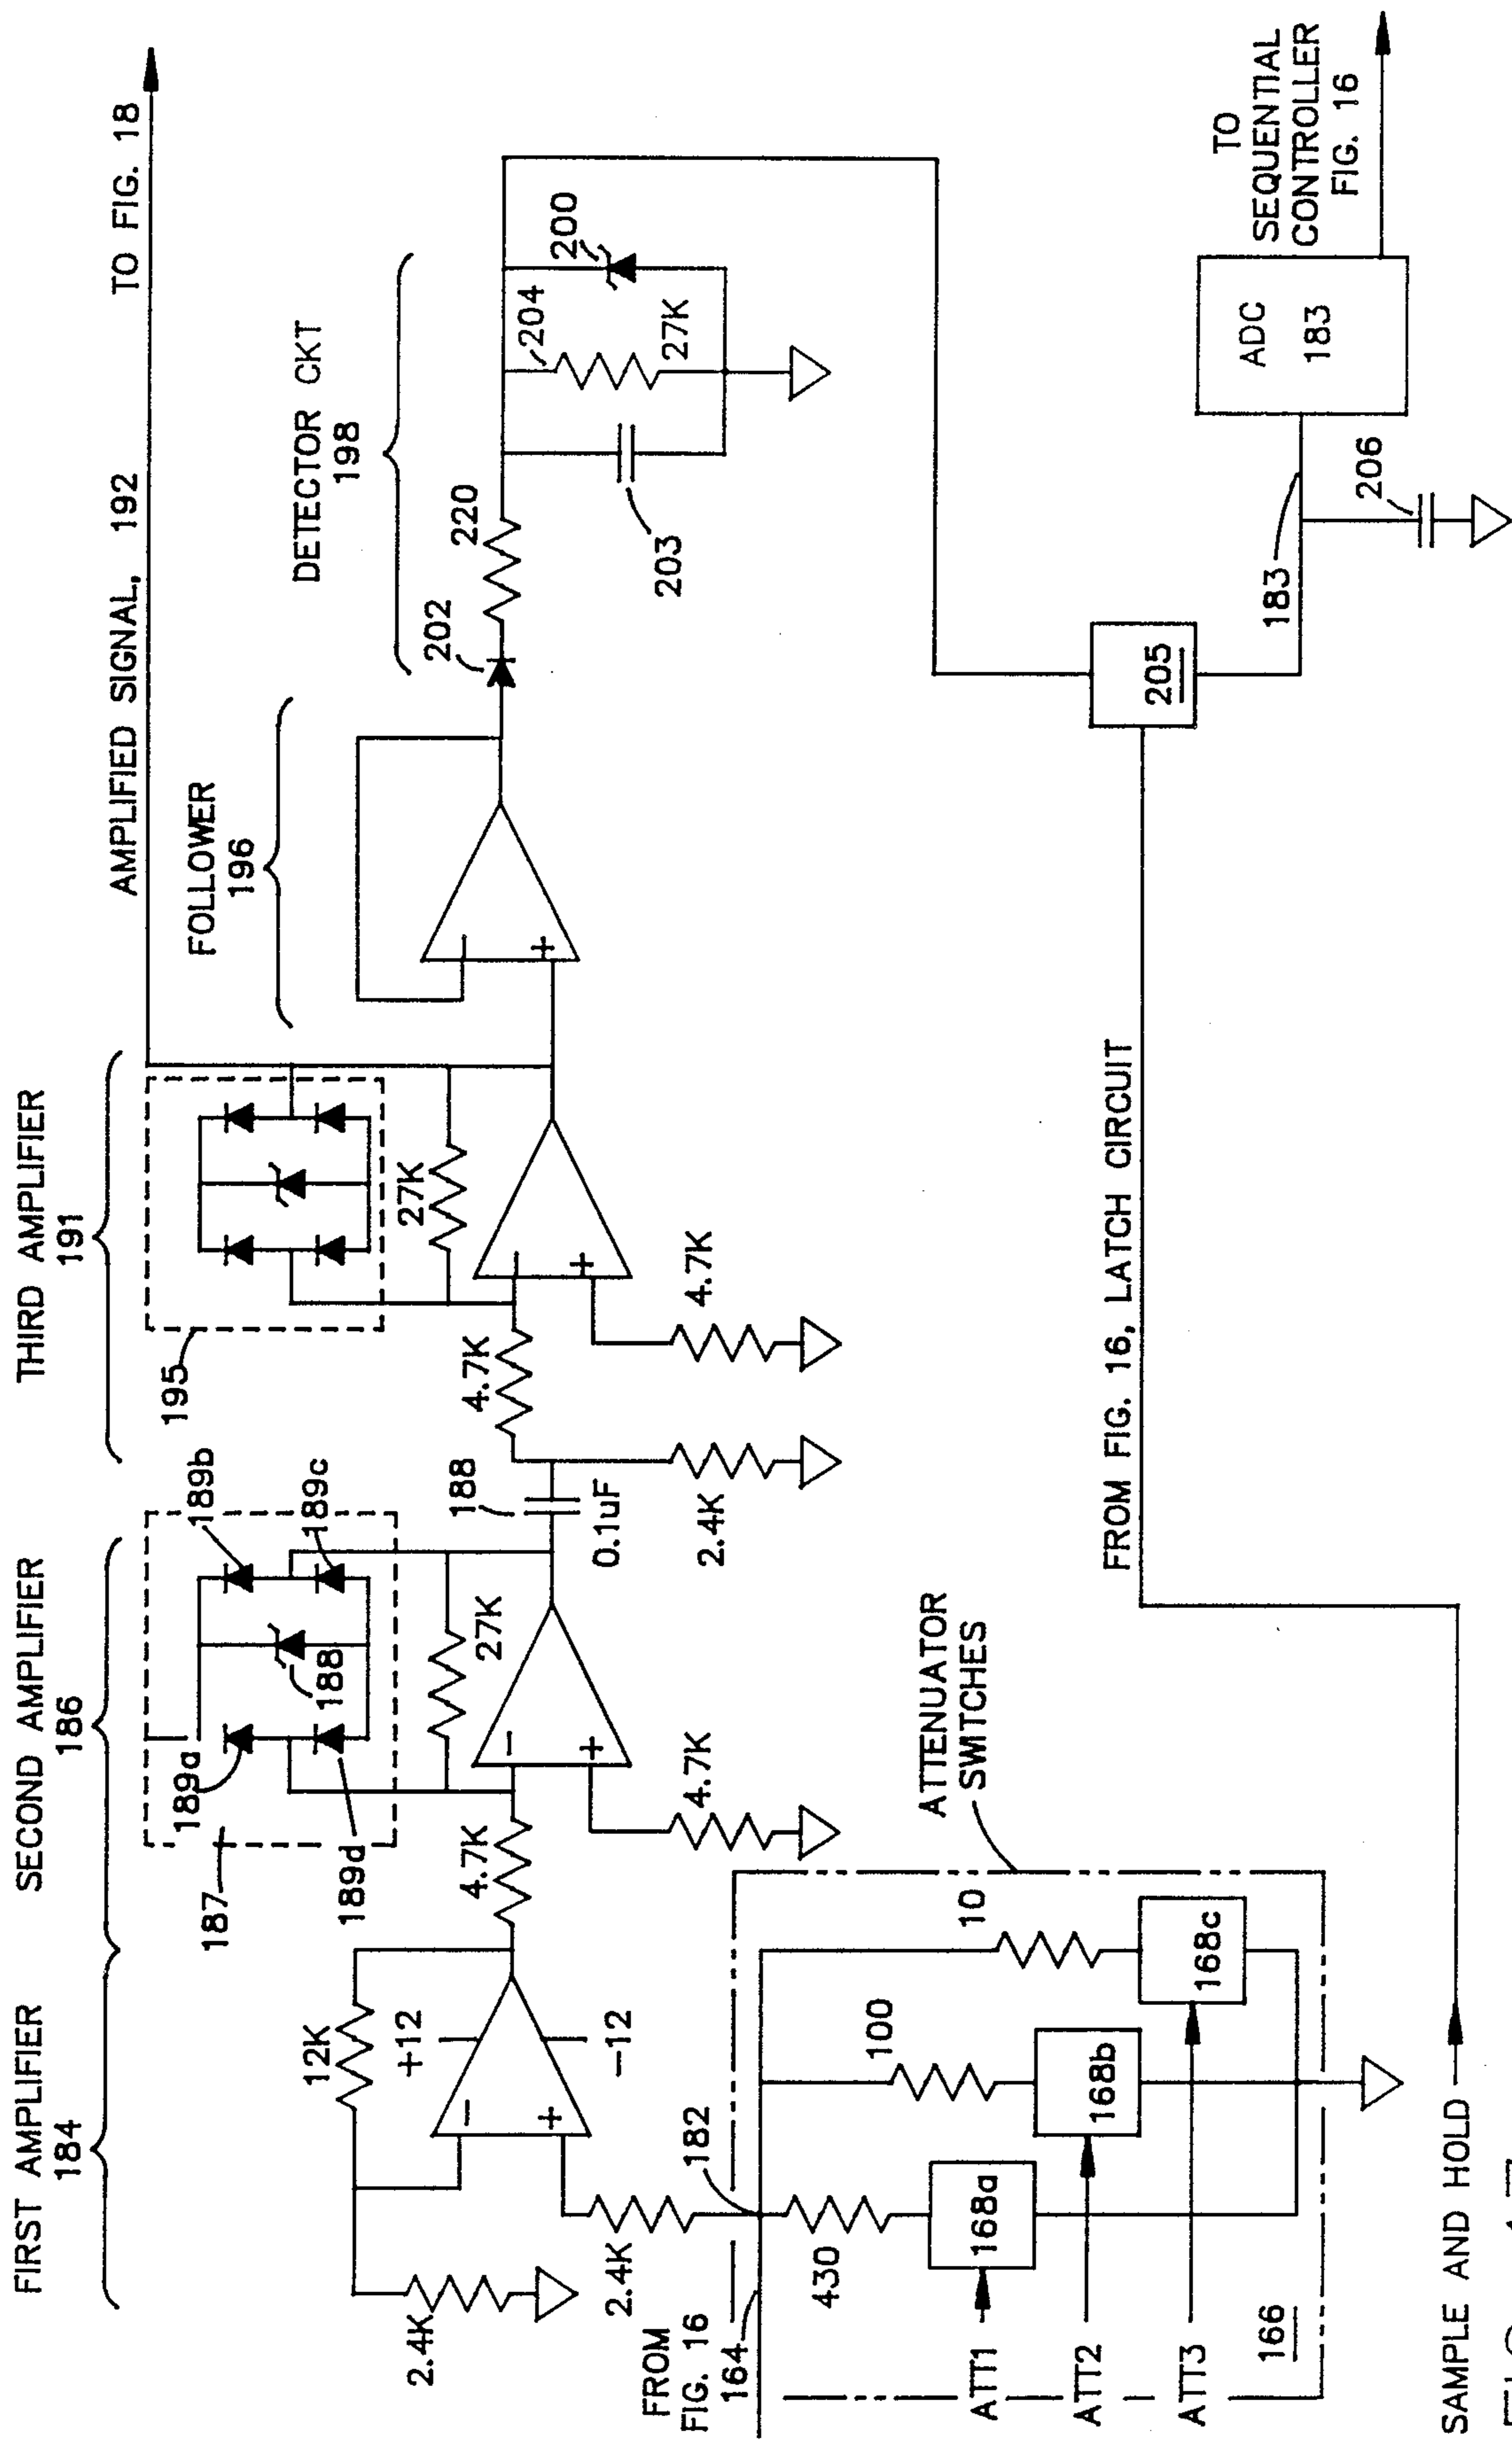 FIRST AMPLIFIER
184
SECOND AMPLIFIER
186
THIRD AMPLIFIER
191
AMPLIFIED SIGNAL, 192
TO FIG. 18
187
189a
189b
189c
189d
188
195
FOLLOWER
196
DETECTOR CKT
198
12K
+12
-12
-
+
2.4K
2.4K
4.7K
27K
-
+
4.7K
188
0.1uF
2.4K
4.7K
27K
-
+
4.7K
-
+
202
220
203
204
27K
200
FROM
FIG. 16
164
182
430
100
10
168a
168b
168c
ATT1
ATT2
ATT3
166
ATTENUATOR
SWITCHES
FROM FIG. 16, LATCH CIRCUIT
205
183
206
ADC
183
TO
SEQUENTIAL
CONTROLLER
FIG. 16
SAMPLE AND HOLD